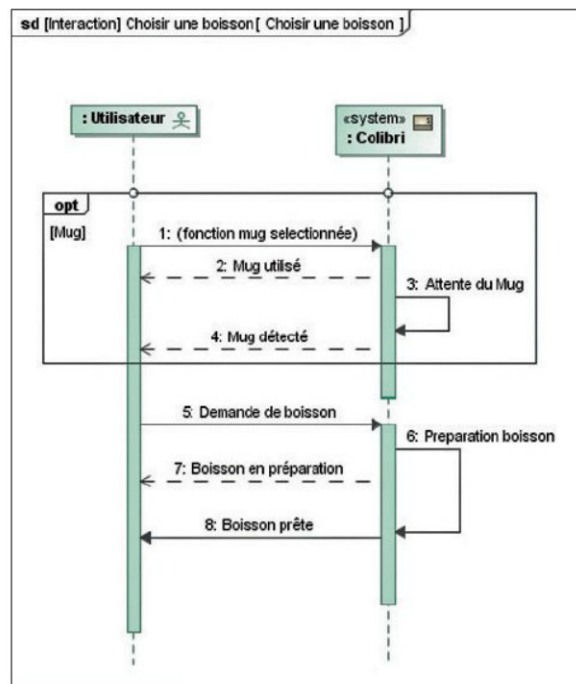 sd [Interaction] Choisir une boisson[ Choisir une boisson ]
: Utilisateur
«system»
: Colibri
opt
[Mug]
1: (fonction mug selectionnée)
2: Mug utilisé
3: Attente du Mug
4: Mug détecté
5: Demande de boisson
6: Preparation boisson
7: Boisson en préparation
8: Boisson prête